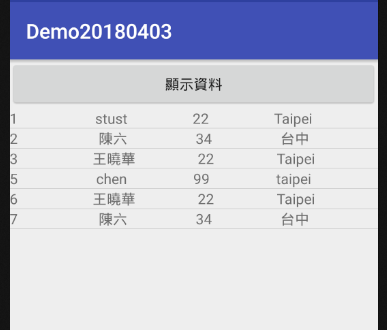 Demo20180403
顯示資料
1 stust 22 Taipei
2 陳六 34 台中
3 王曉華 22 Taipei
5 chen 99 taipei
6 王曉華 22 Taipei
7 陳六 34 台中